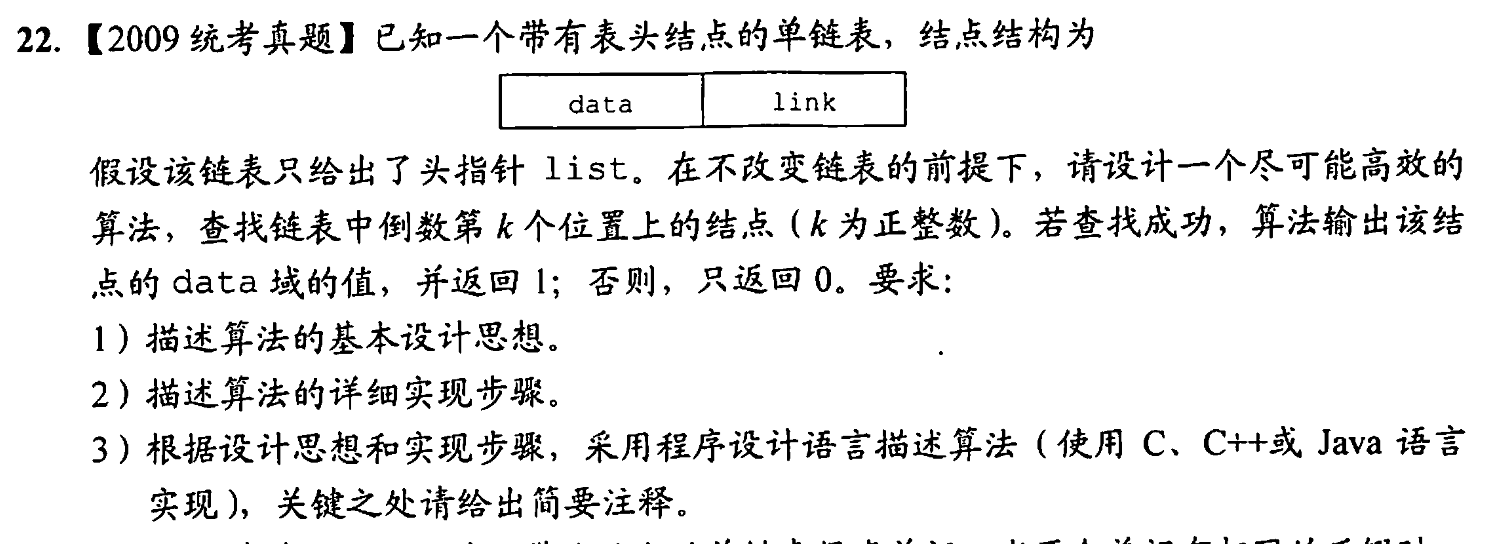 22. 【2009 统考真题】已知一个带有表头结点的单链表，结点结构为
data link
假设该链表只给出了头指针 list。在不改变链表的前提下，请设计一个尽可能高效的
算法，查找链表中倒数第 k 个位置上的结点（k 为正整数）。若查找成功，算法输出该结
点的 data 域的值，并返回 1；否则，只返回 0。要求：
1）描述算法的基本设计思想。
2）描述算法的详细实现步骤。
3）根据设计思想和实现步骤，采用程序设计语言描述算法（使用 C、C++或 Java 语言
实现），关键之处请给出简要注释。